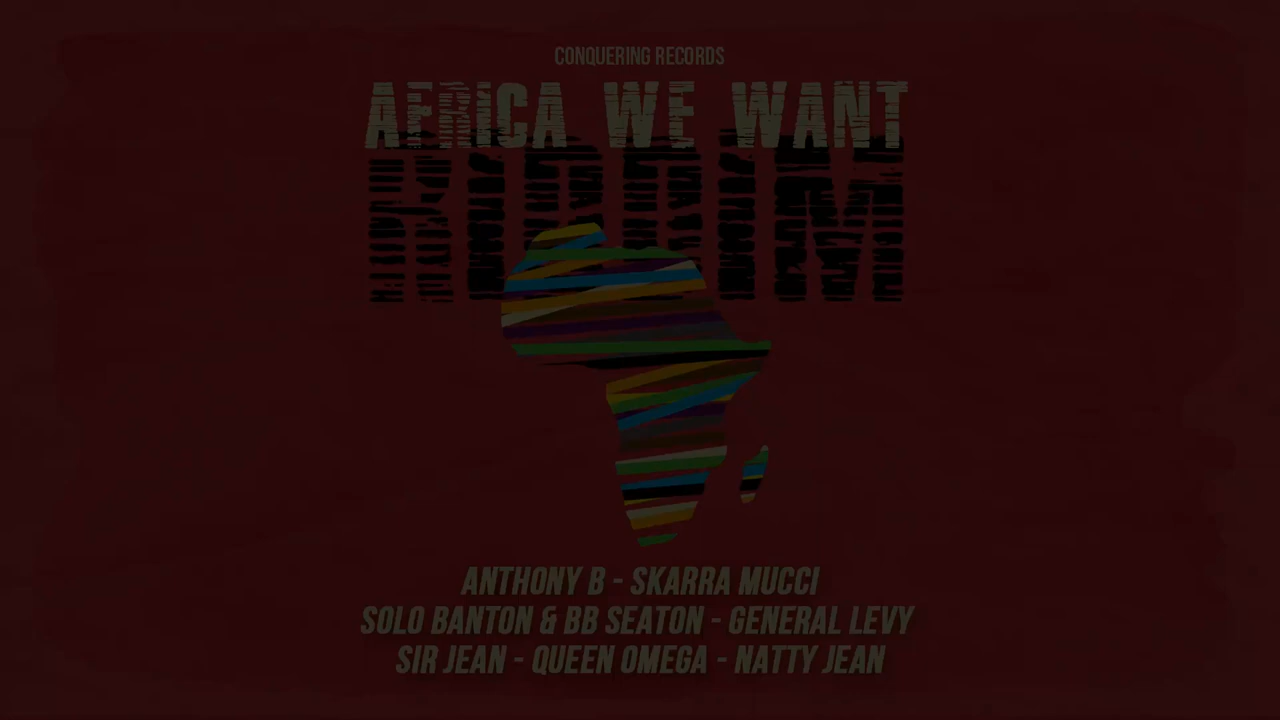 CONQUERING RECORDS
AFRICA WE WANT
RIDDIM
ANTHONY B - SKARRA MUCCI
SOLO BANTON & BB SEATON - GENERAL LEVY
SIR JEAN - QUEEN OMEGA - NATTY JEAN